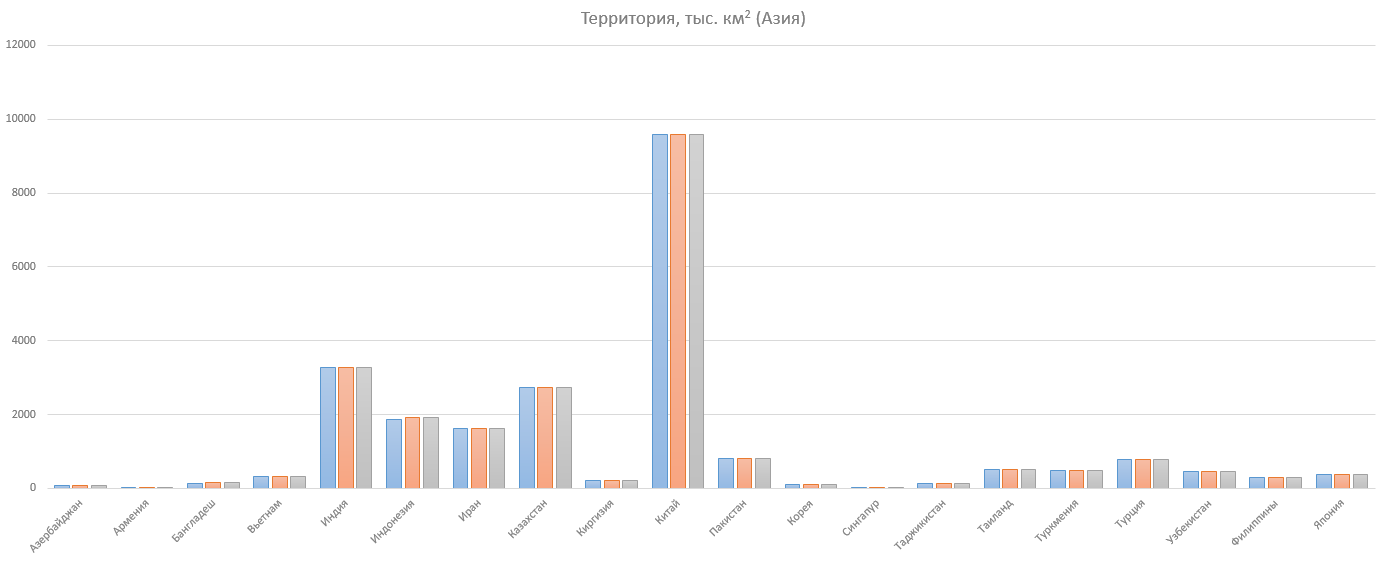 Территория, тыс. км² (Азия)
12000
10000
8000
6000
4000
2000
0
Азербайджан
Армения
Бангладеш
Вьетнам
Индия
Индонезия
Иран
Казахстан
Киргизия
Китай
Пакистан
Корея
Сингапур
Таджикистан
Таиланд
Туркмения
Турция
Узбекистан
Филиппины
Япония